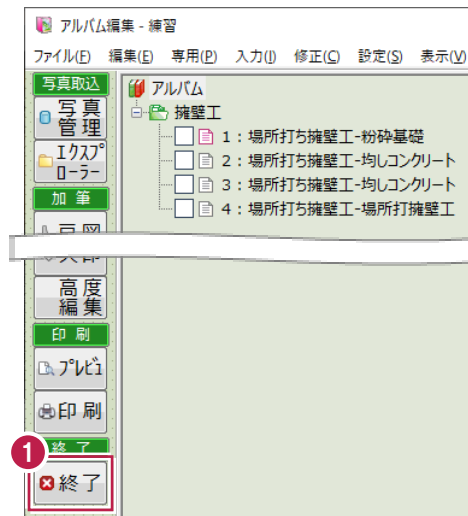 アルバム編集 - 練習
ファイル(F) 編集(E) 専用(P) 入力(I) 修正(C) 設定(S) 表示(V)
写真取込
写真
管理
エクスプ
ローラー
加 筆
高度
編集
印 刷
プレビュ
印 刷
終 了
終 了
1
アルバム
擁壁工
1：場所打ち擁壁工-粉砕基礎
2：場所打ち擁壁工-均しコンクリート
3：場所打ち擁壁工-均しコンクリート
4：場所打ち擁壁工-場所打擁壁工